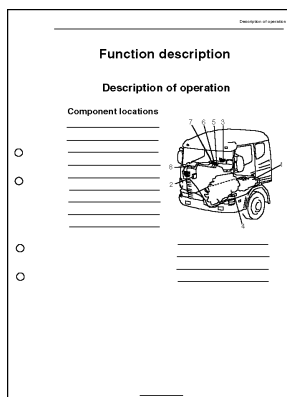 Description of operation
Function description
Description of operation
Component locations
7 6 5 3
8
1
2
4